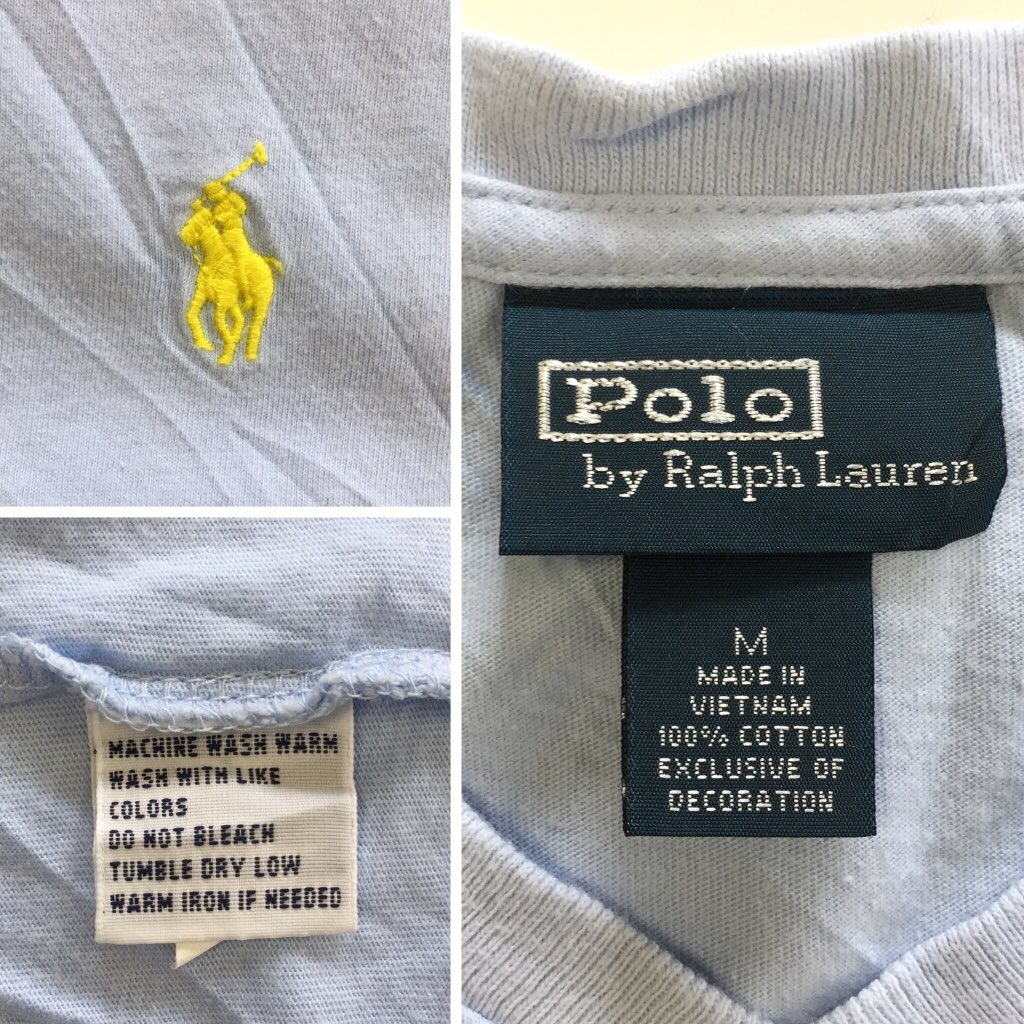 Polo
by Ralph Lauren
M
MADE IN
VIETNAM
100% COTTON
EXCLUSIVE OF
DECORATION
MACHINE WASH WARM
WASH WITH LIKE
COLORS
DO NOT BLEACH
TUMBLE DRY LOW
WARM IRON IF NEEDED